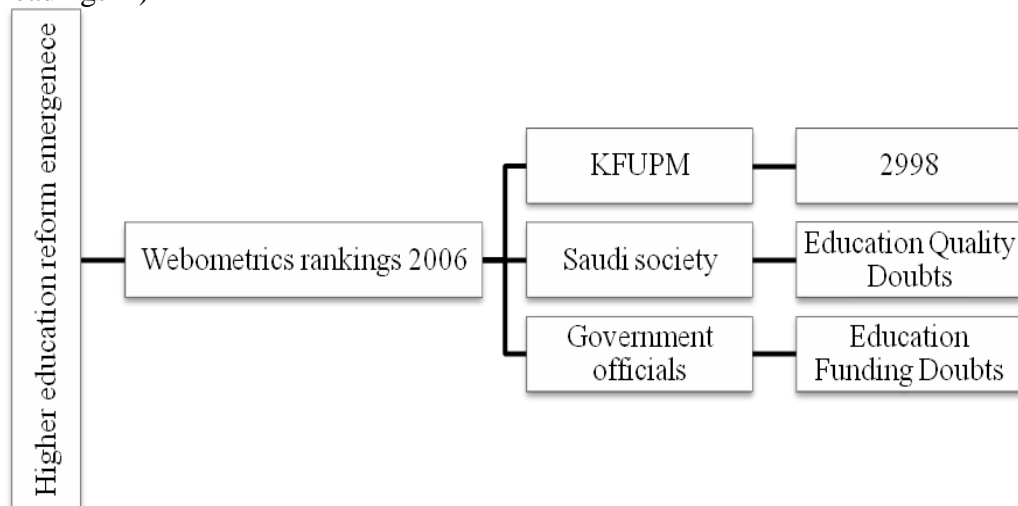 Higher education reform emergenece
Webometrics rankings 2006
KFUPM
2998
Saudi society
Education Quality
Doubts
Government
officials
Education
Funding Doubts